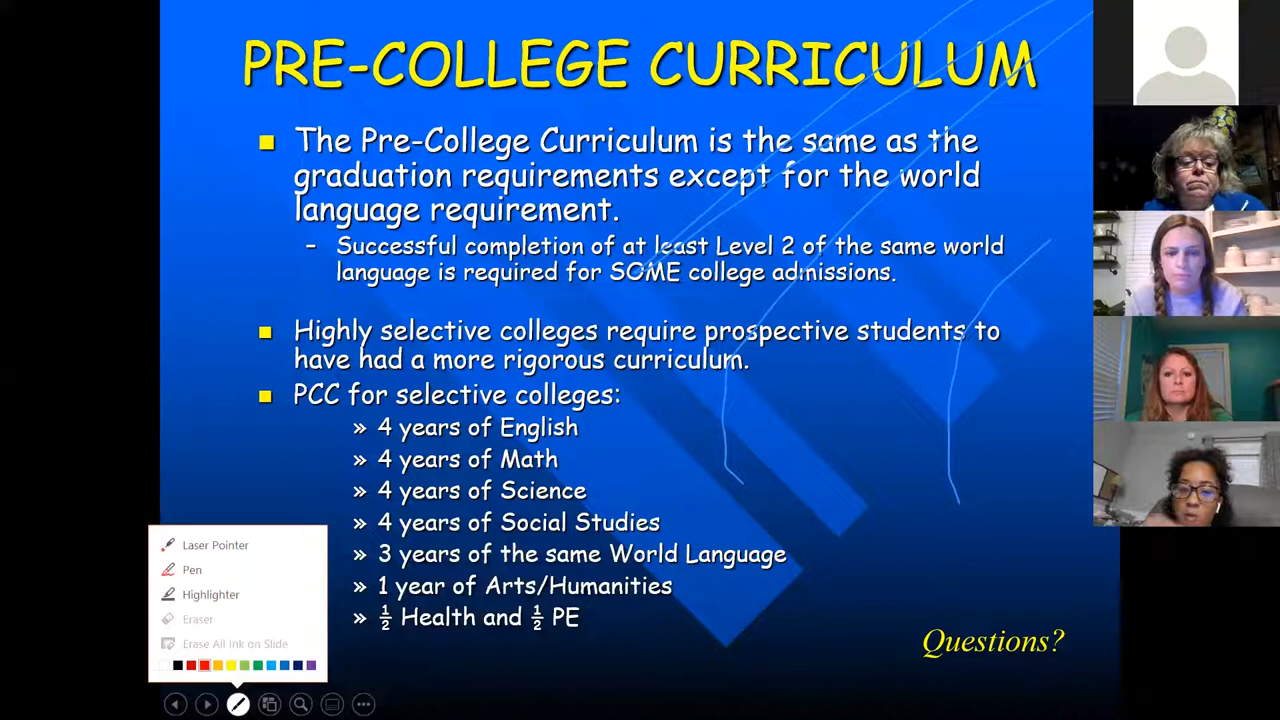 PRE-COLLEGE CURRICULUM
The Pre-College Curriculum is the same as the
graduation requirements except for the world
language requirement.
– Successful completion of at least Level 2 of the same world
language is required for SOME college admissions.
Highly selective colleges require prospective students to
have had a more rigorous curriculum.
PCC for selective colleges:
» 4 years of English
» 4 years of Math
» 4 years of Science
» 4 years of Social Studies
» 3 years of the same World Language
» 1 year of Arts/Humanities
» ½ Health and ½ PE
Questions?
Laser Pointer
Pen
Highlighter
Eraser
Erase All Ink on Slide